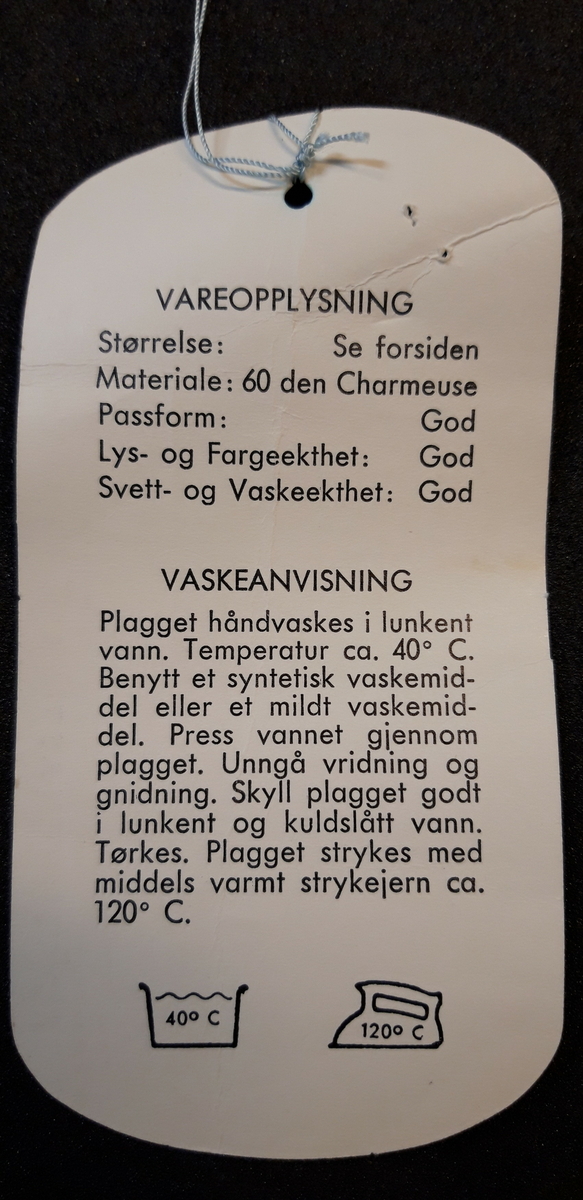 VAREOPPLYSNING
Størrelse: Se forsiden
Materiale: 60 den Charmeuse
Passform: God
Lys- og Fargeekthet: God
Svett- og Vaskeekthet: God
VASKEANVISNING
Plagget håndvaskes i lunkent
vann. Temperatur ca. 40° C.
Benytt et syntetisk vaskemid-
del eller et mildt vaskemid-
del. Press vannet gjennom
plagget. Unngå vridning og
gnidning. Skyll plagget godt
i lunkent og kuldslått vann.
Tørkes. Plagget strykes med
middels varmt strykejern ca.
120° C.
40° C 120° C